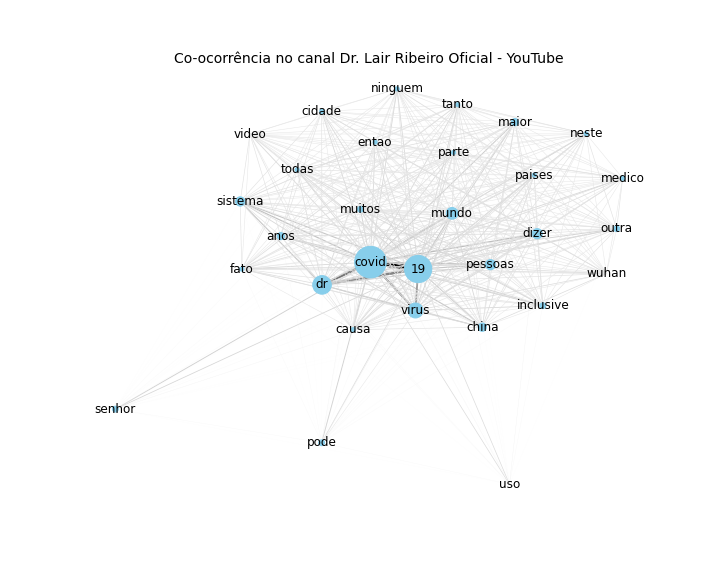 Co-ocorrência no canal Dr. Lair Ribeiro Oficial - YouTube
ninguem
tanto
cidade
maior
video
neste
entao
parte
todas
paises
medico
sistema
muitos
mundo
outra
anos
dizer
covid
19
pessoas
fato
wuhan
dr
inclusive
virus
causa
china
senhor
pode
uso